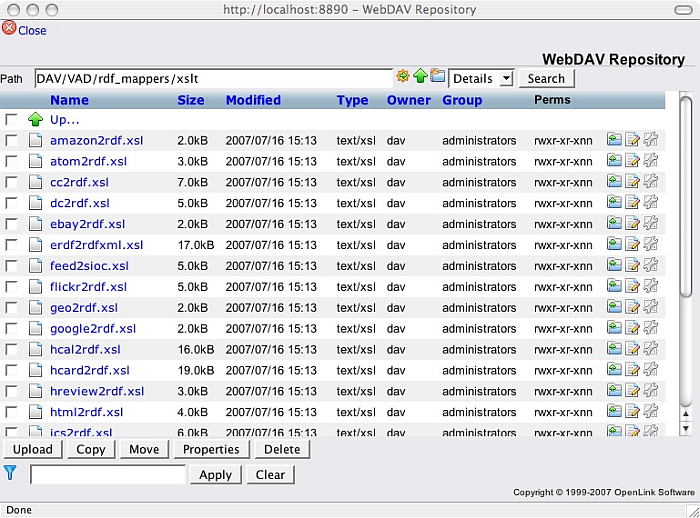 http://localhost:8890 – WebDAV Repository
Close
WebDAV Repository
Path DAV/VAD/rdf_mappers/xslt Details Search
Name Size Modified Type Owner Group Perms
Up...
amazon2rdf.xsl 2.0kB 2007/07/16 15:13 text/xsl dav administrators rwxr-xr-xnn
atom2rdf.xsl 3.0kB 2007/07/16 15:13 text/xsl dav administrators rwxr-xr-xnn
cc2rdf.xsl 7.0kB 2007/07/16 15:13 text/xsl dav administrators rwxr-xr-xnn
dc2rdf.xsl 5.0kB 2007/07/16 15:13 text/xsl dav administrators rwxr-xr-xnn
ebay2rdf.xsl 2.0kB 2007/07/16 15:13 text/xsl dav administrators rwxr-xr-xnn
erdf2rdfxml.xsl 17.0kB 2007/07/16 15:13 text/xsl dav administrators rwxr-xr-xnn
feed2sioc.xsl 5.0kB 2007/07/16 15:13 text/xsl dav administrators rwxr-xr-xnn
flickr2rdf.xsl 5.0kB 2007/07/16 15:13 text/xsl dav administrators rwxr-xr-xnn
geo2rdf.xsl 2.0kB 2007/07/16 15:13 text/xsl dav administrators rwxr-xr-xnn
google2rdf.xsl 2.0kB 2007/07/16 15:13 text/xsl dav administrators rwxr-xr-xnn
hcal2rdf.xsl 16.0kB 2007/07/16 15:13 text/xsl dav administrators rwxr-xr-xnn
hcard2rdf.xsl 19.0kB 2007/07/16 15:13 text/xsl dav administrators rwxr-xr-xnn
hreview2rdf.xsl 3.0kB 2007/07/16 15:13 text/xsl dav administrators rwxr-xr-xnn
html2rdf.xsl 4.0kB 2007/07/16 15:13 text/xsl dav administrators rwxr-xr-xnn
ics2rdf.xsl 6.0kB 2007/07/16 15:13 text/xsl dav administrators rwxr-xr-xnn
Upload Copy Move Properties Delete
Apply Clear
Copyright © 1999-2007 OpenLink Software
Done